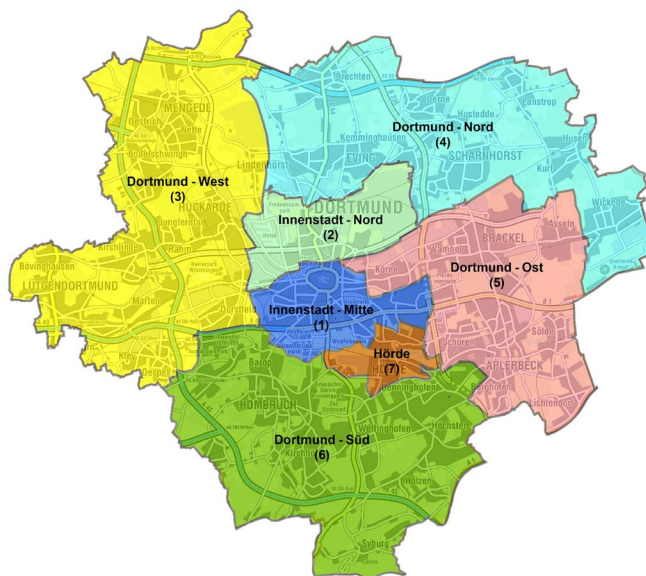 Brechten
Derne
Lanstrop
MENGEDE
Hostedde
Oestrich
Nette
Dortmund - Nord
(4)
Kemminghausen
Husen
Bodelschwingh
EVING
SCHARNHORST
Lindenhorst
Kurl
Dortmund - West
(3)
HUCKARDE
DORTMUND
Wickede
Jungferntal
Innenstadt - Nord
(2)
Asseln
BRACKEL
Kirchlinde
Rahm
Wambel
Bövinghausen
Körne
Dortmund - Ost
(5)
LÜTGENDORTMUND
Marten
Dorstfeld
Innenstadt - Mitte
(1)
Sölde
Schüren
Hörde
(7)
Kley
Oespel
Barop
APLERBECK
Benninghofen
Berghofen
Lichtendorf
HOMBRUCH
Höchsten
Wellinghofen
Dortmund - Süd
(6)
Kirchhörde
Holzen
Syburg